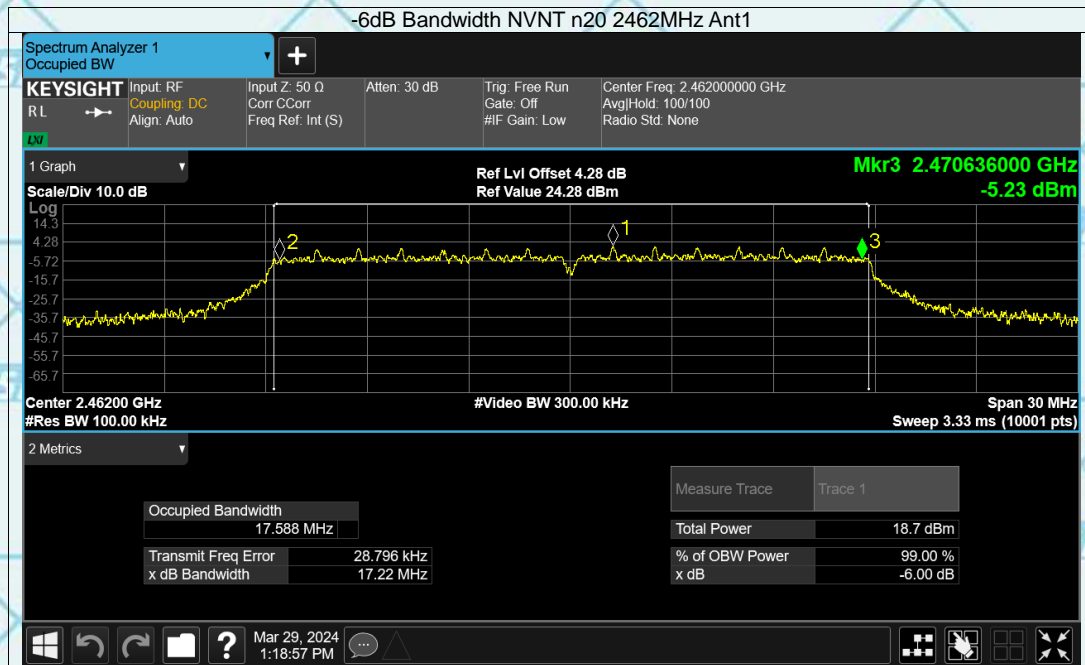 -6dB Bandwidth NVNT n20 2462MHz Ant1
Spectrum Analyzer 1
Occupied BW
KEYSIGHT
RL
LXI
Input: RF
Coupling: DC
Align: Auto
Input Z: 50 Ω
Corr CCorr
Freq Ref: Int (S)
Atten: 30 dB
Trig: Free Run
Gate: Off
#IF Gain: Low
Center Freq: 2.462000000 GHz
Avg|Hold: 100/100
Radio Std: None
1 Graph
Scale/Div 10.0 dB
Ref Lvl Offset 4.28 dB
Ref Value 24.28 dBm
Mkr3 2.470636000 GHz
-5.23 dBm
Log
14.3
4.28
-5.72
-15.7
-25.7
-35.7
-45.7
-55.7
-65.7
2
1
3
Center 2.46200 GHz
#Video BW 300.00 kHz
Span 30 MHz
#Res BW 100.00 kHz
Sweep 3.33 ms (10001 pts)
2 Metrics
Measure Trace Trace 1
Occupied Bandwidth
17.588 MHz
Total Power 18.7 dBm
Transmit Freq Error 28.796 kHz
% of OBW Power 99.00 %
x dB Bandwidth 17.22 MHz
x dB -6.00 dB
?
Mar 29, 2024
1:18:57 PM